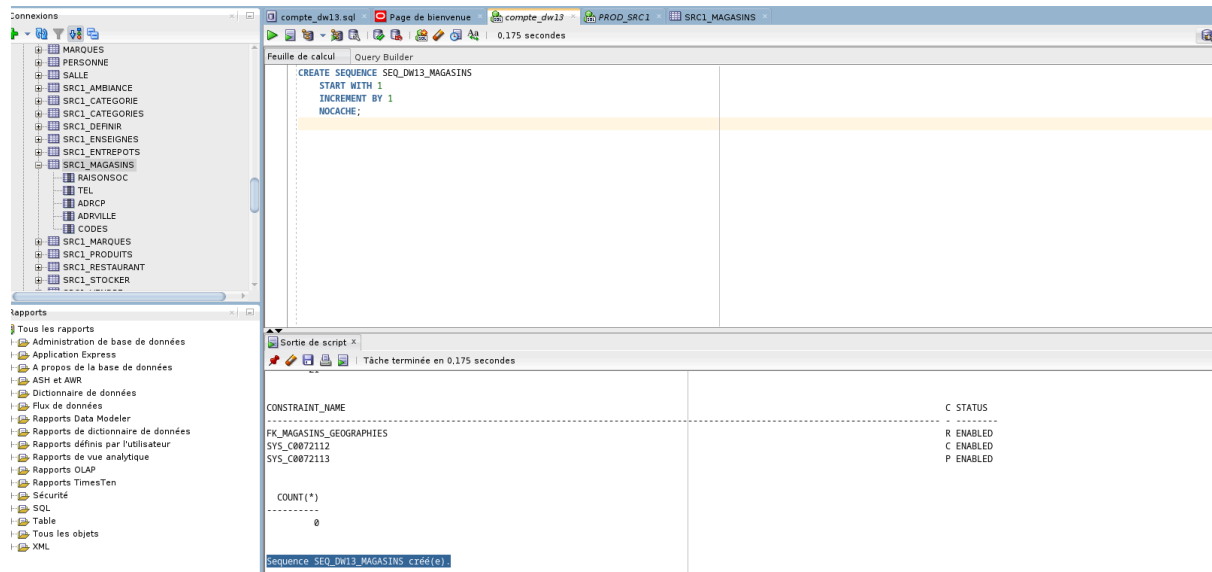 Connexions
compte_dw13.sql
Page de bienvenue
compte_dw13
PROD_SRC1
SRC1_MAGASINS
0,175 secondes
Feuille de calcul
Query Builder
MARQUES
PERSONNE
SALLE
SRC1_AMBIANCE
SRC1_CATEGORIE
SRC1_CATEGORIES
SRC1_DEFINIR
SRC1_ENSEIGNES
SRC1_ENTREPOTS
SRC1_MAGASINS
RAISONSOC
TEL
ADRCP
ADRVILLE
CODES
SRC1_MARQUES
SRC1_PRODUITS
SRC1_RESTAURANT
SRC1_STOCKER
CREATE SEQUENCE SEQ_DW13_MAGASINS
START WITH 1
INCREMENT BY 1
NOCACHE;
Rapports
Tous les rapports
Administration de base de données
Application Express
A propos de la base de données
ASH et AWR
Dictionnaire de données
Flux de données
Rapports Data Modeler
Rapports de dictionnaire de données
Rapports définis par l'utilisateur
Rapports de vue analytique
Rapports OLAP
Rapports TimesTen
Sécurité
SQL
Table
Tous les objets
XML
Sortie de script
Tâche terminée en 0,175 secondes
CONSTRAINT_NAME C STATUS
FK_MAGASINS_GEOGRAPHIES R ENABLED
SYS_C0072112 C ENABLED
SYS_C0072113 P ENABLED
COUNT(*)
----------
0
Sequence SEQ_DW13_MAGASINS créé(e).